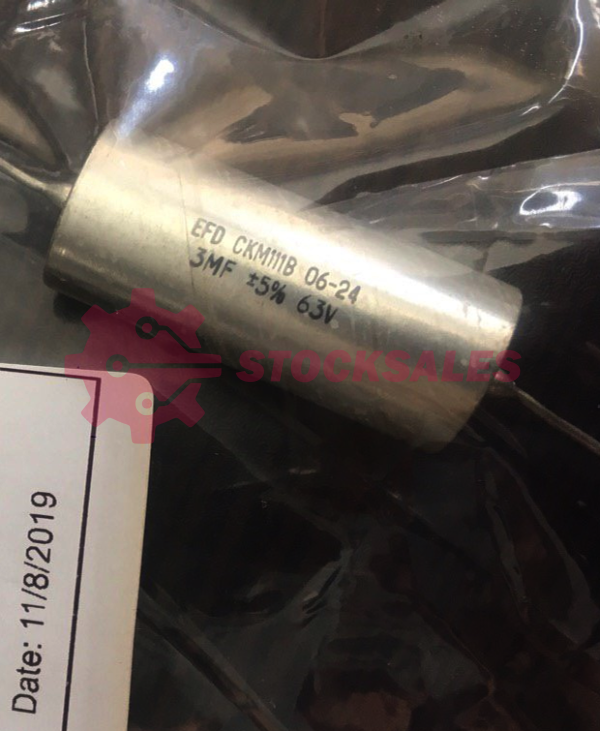 EFD CKM111B 06-24
3MF ±5% 63V
STOCKSALES
Date: 11/8/2019